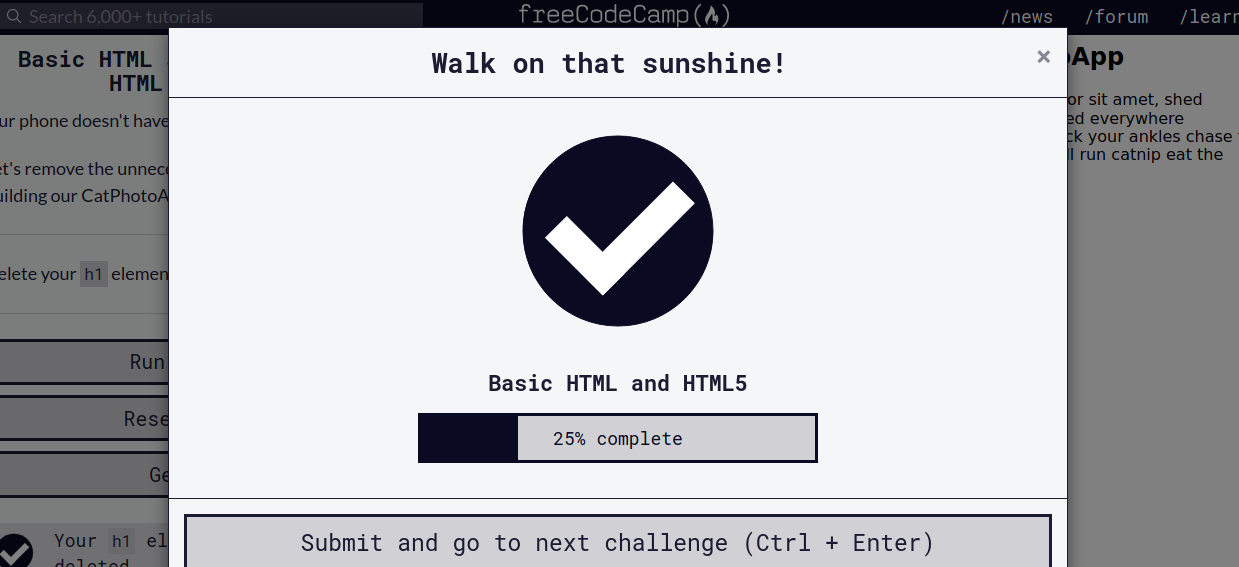 Search 6,000+ tutorials
freeCodeCamp
/news /forum /learn
Walk on that sunshine!
×
Basic HTML
HTML
ur phone doesn't have
et's remove the unnec
uilding our CatPhotoA
elete your h1 elemen
Run
Rese
Ge
Your h1 el
deleted
Basic HTML and HTML5
25% complete
Submit and go to next challenge (Ctrl + Enter)
oApp
or sit amet, shed
ed everywhere
ck your ankles chase
ll run catnip eat the